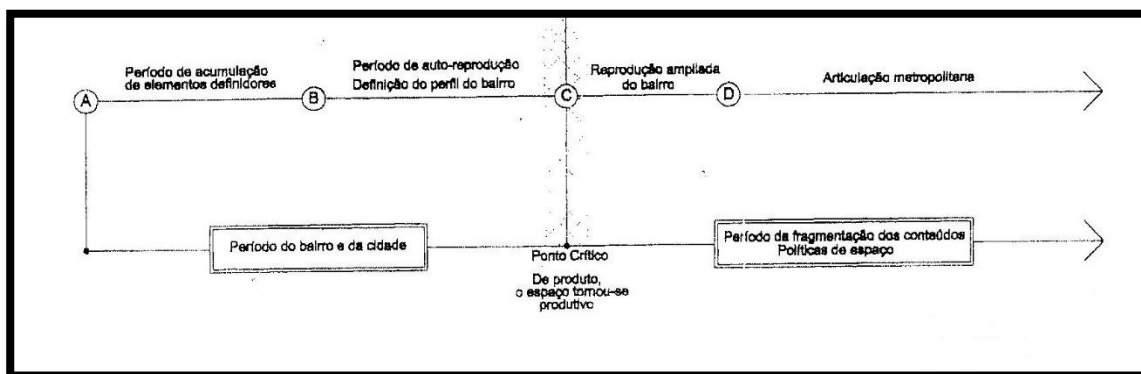 Período de acumulação
de elementos definidores
Período de auto-reprodução
Definição do perfil do bairro
Reprodução ampliada
do bairro
Articulação metropolitana
A
B
C
D
Período do bairro e da cidade
Ponto Crítico
De produto,
o espaço tornou-se
produtivo
Período da fragmentação dos conteúdos
Políticas de espaço